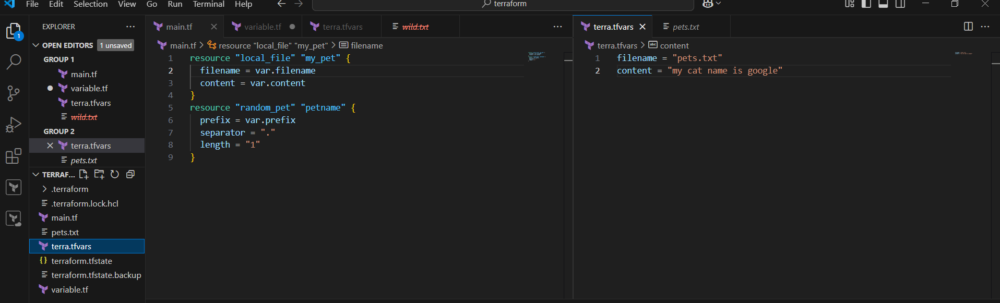 File Edit Selection View Go Run Terminal Help
terraform
EXPLORER
OPEN EDITORS 1 unsaved
GROUP 1
main.tf
variable.tf
terra.tfvars
wild.txt
GROUP 2
terra.tfvars
pets.txt
TERRAF...
.terraform
.terraform.lock.hcl
main.tf
pets.txt
terra.tfvars
terraform.tfstate
terraform.tfstate.backup
variable.tf
1
main.tf variable.tf terra.tfvars wild.txt
main.tf > resource "local_file" "my_pet" > filename
1 resource "local_file" "my_pet" {
2 filename = var.filename
3 content = var.content
4 }
5 resource "random_pet" "petname" {
6 prefix = var.prefix
7 separator = "."
8 length = "1"
9 }
terra.tfvars pets.txt
terra.tfvars > abc content
1 filename = "pets.txt"
2 content = "my cat name is google"